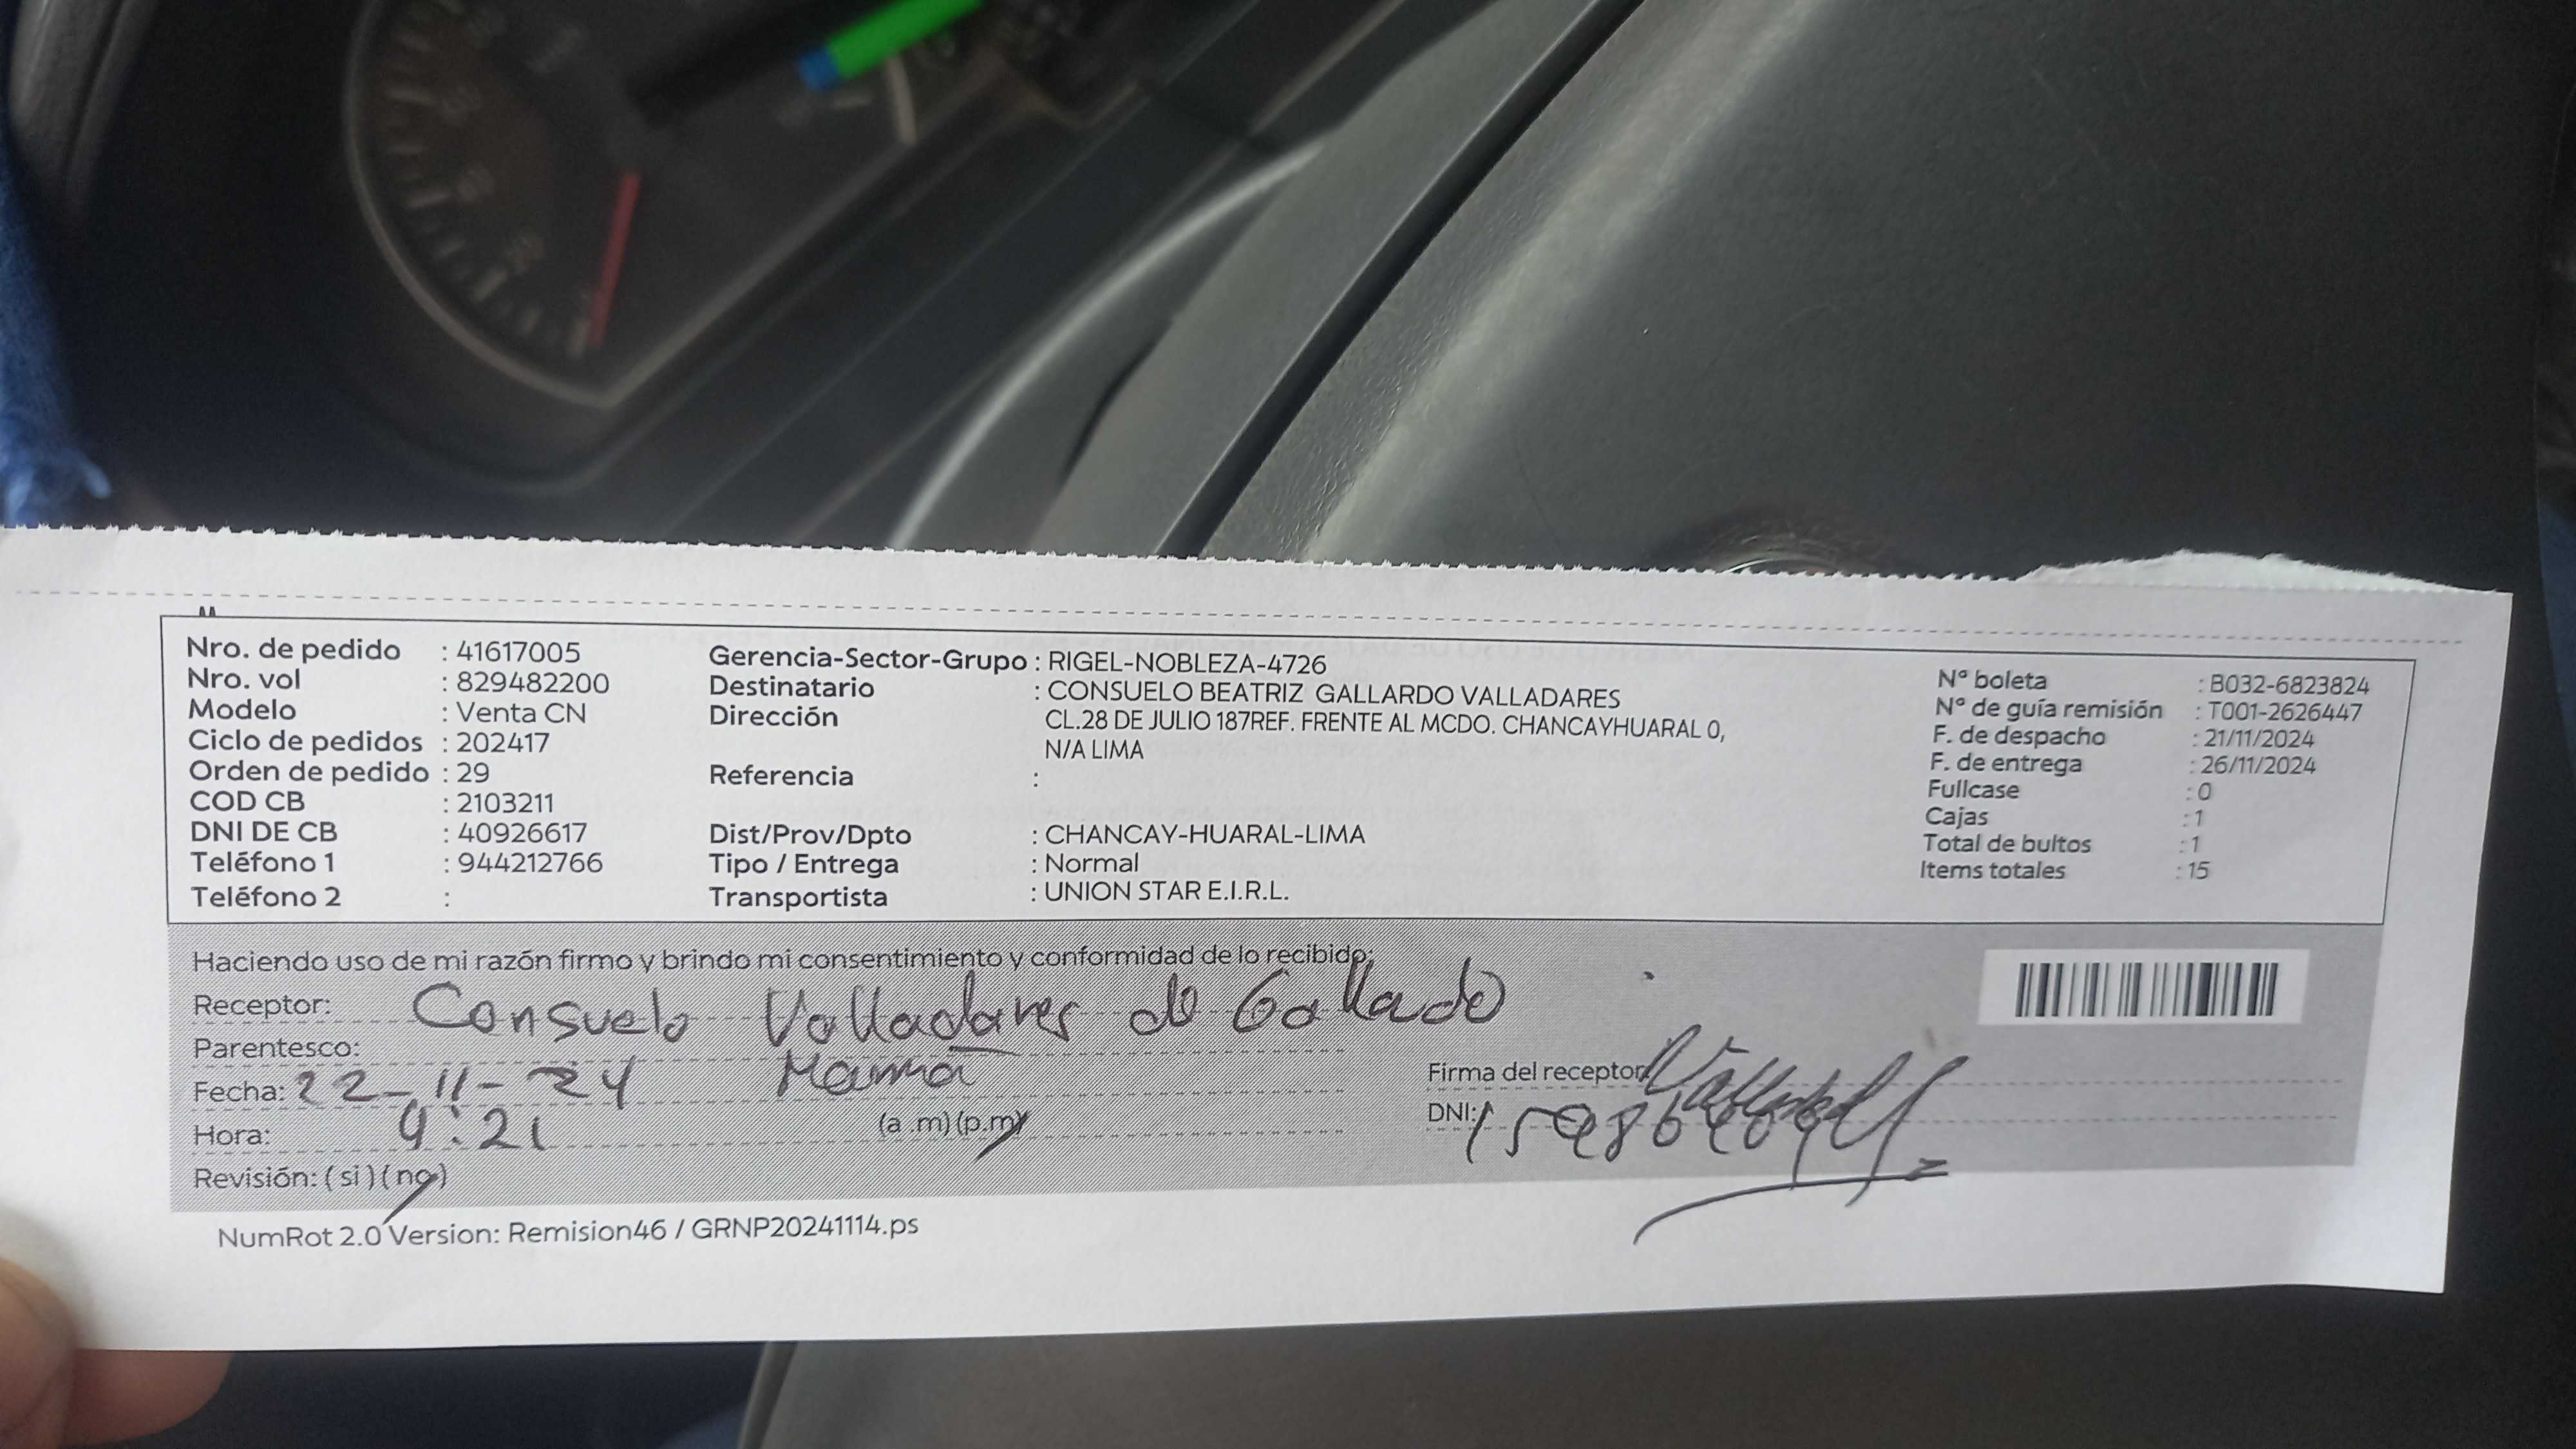 Nro. de pedido : 41617005
Nro. vol : 829482200
Modelo : Venta CN
Ciclo de pedidos : 202417
Orden de pedido : 29
COD CB : 2103211
DNI DE CB : 40926617
Teléfono 1 : 944212766
Teléfono 2 :
Gerencia-Sector-Grupo : RIGEL-NOBLEZA-4726
Destinatario : CONSUELO BEATRIZ GALLARDO VALLADARES
Dirección CL.28 DE JULIO 187REF. FRENTE AL MCDO. CHANCAYHUARAL 0,
N/A LIMA
Referencia :
Dist/Prov/Dpto : CHANCAY-HUARAL-LIMA
Tipo / Entrega : Normal
Transportista : UNION STAR E.I.R.L.
N° boleta : B032-6823824
N° de guía remisión : T001-2626447
F. de despacho : 21/11/2024
F. de entrega : 26/11/2024
Fullcase : 0
Cajas : 1
Total de bultos : 1
Items totales : 15
Haciendo uso de mi razón firmo y brindo mi consentimiento y conformidad de lo recibido:
Receptor: Consuelo Valladares de Gallado
Parentesco: Mamá
Fecha: 22-11-24
Hora: 9:21 (a.m)(p.m)
Revisión: (si)(no)
Firma del receptor
DNI:
NumRot 2.0 Version: Remision46 / GRNP20241114.ps